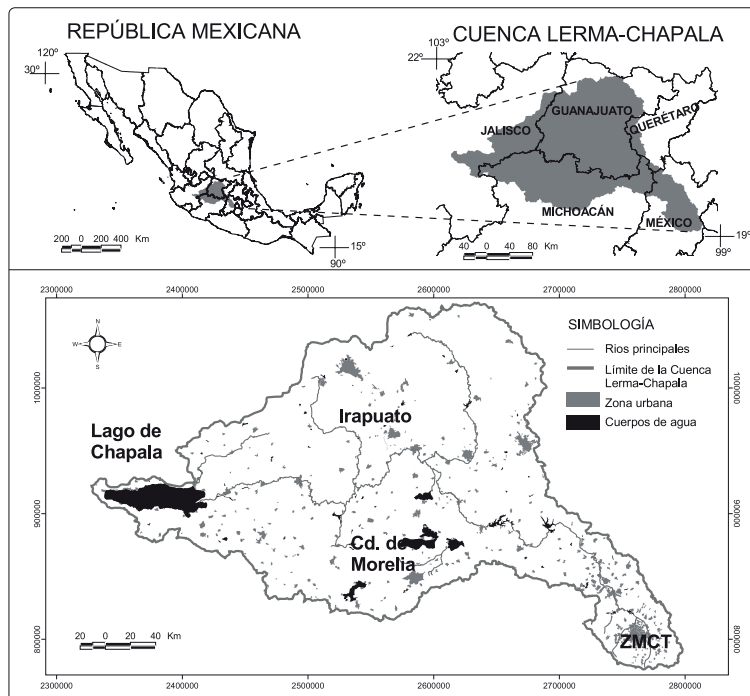 REPÚBLICA MEXICANA
120º
30º
200 0 200 400 Km
15º
90º
CUENCA LERMA-CHAPALA
103º
22º
GUANAJUATO
QUERÉTARO
JALISCO
MICHOACÁN
MÉXICO
19º
99º
40 0 40 80 Km
2300000 2400000 2500000 2600000 2700000 2800000
N
W E
S
SIMBOLOGÍA
Rios principales
Límite de la Cuenca
Lerma-Chapala
Zona urbana
Cuerpos de agua
1000000 1000000
Irapuato
Lago de
Chapala
900000 900000
Cd. de
Morelia
ZMCT
800000 800000
20 0 20 40 Km
2300000 2400000 2500000 2600000 2700000 2800000